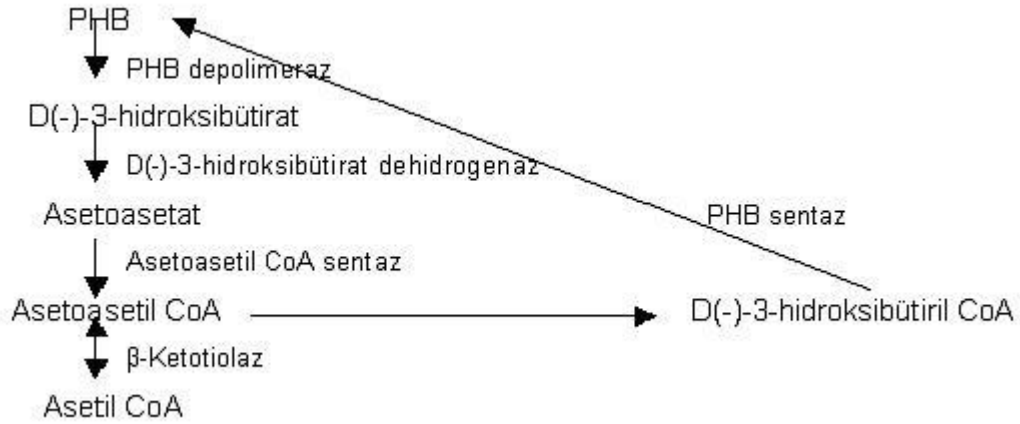 PHB
PHB depolimeraz
D(-)-3-hidroksibütirat
D(-)-3-hidroksibütirat dehidrogenaz
Asetoasetat
PHB sentaz
Asetoasetil CoA sentaz
Asetoasetil CoA
D(-)-3-hidroksibütiril CoA
β-Ketotiolaz
Asetil CoA